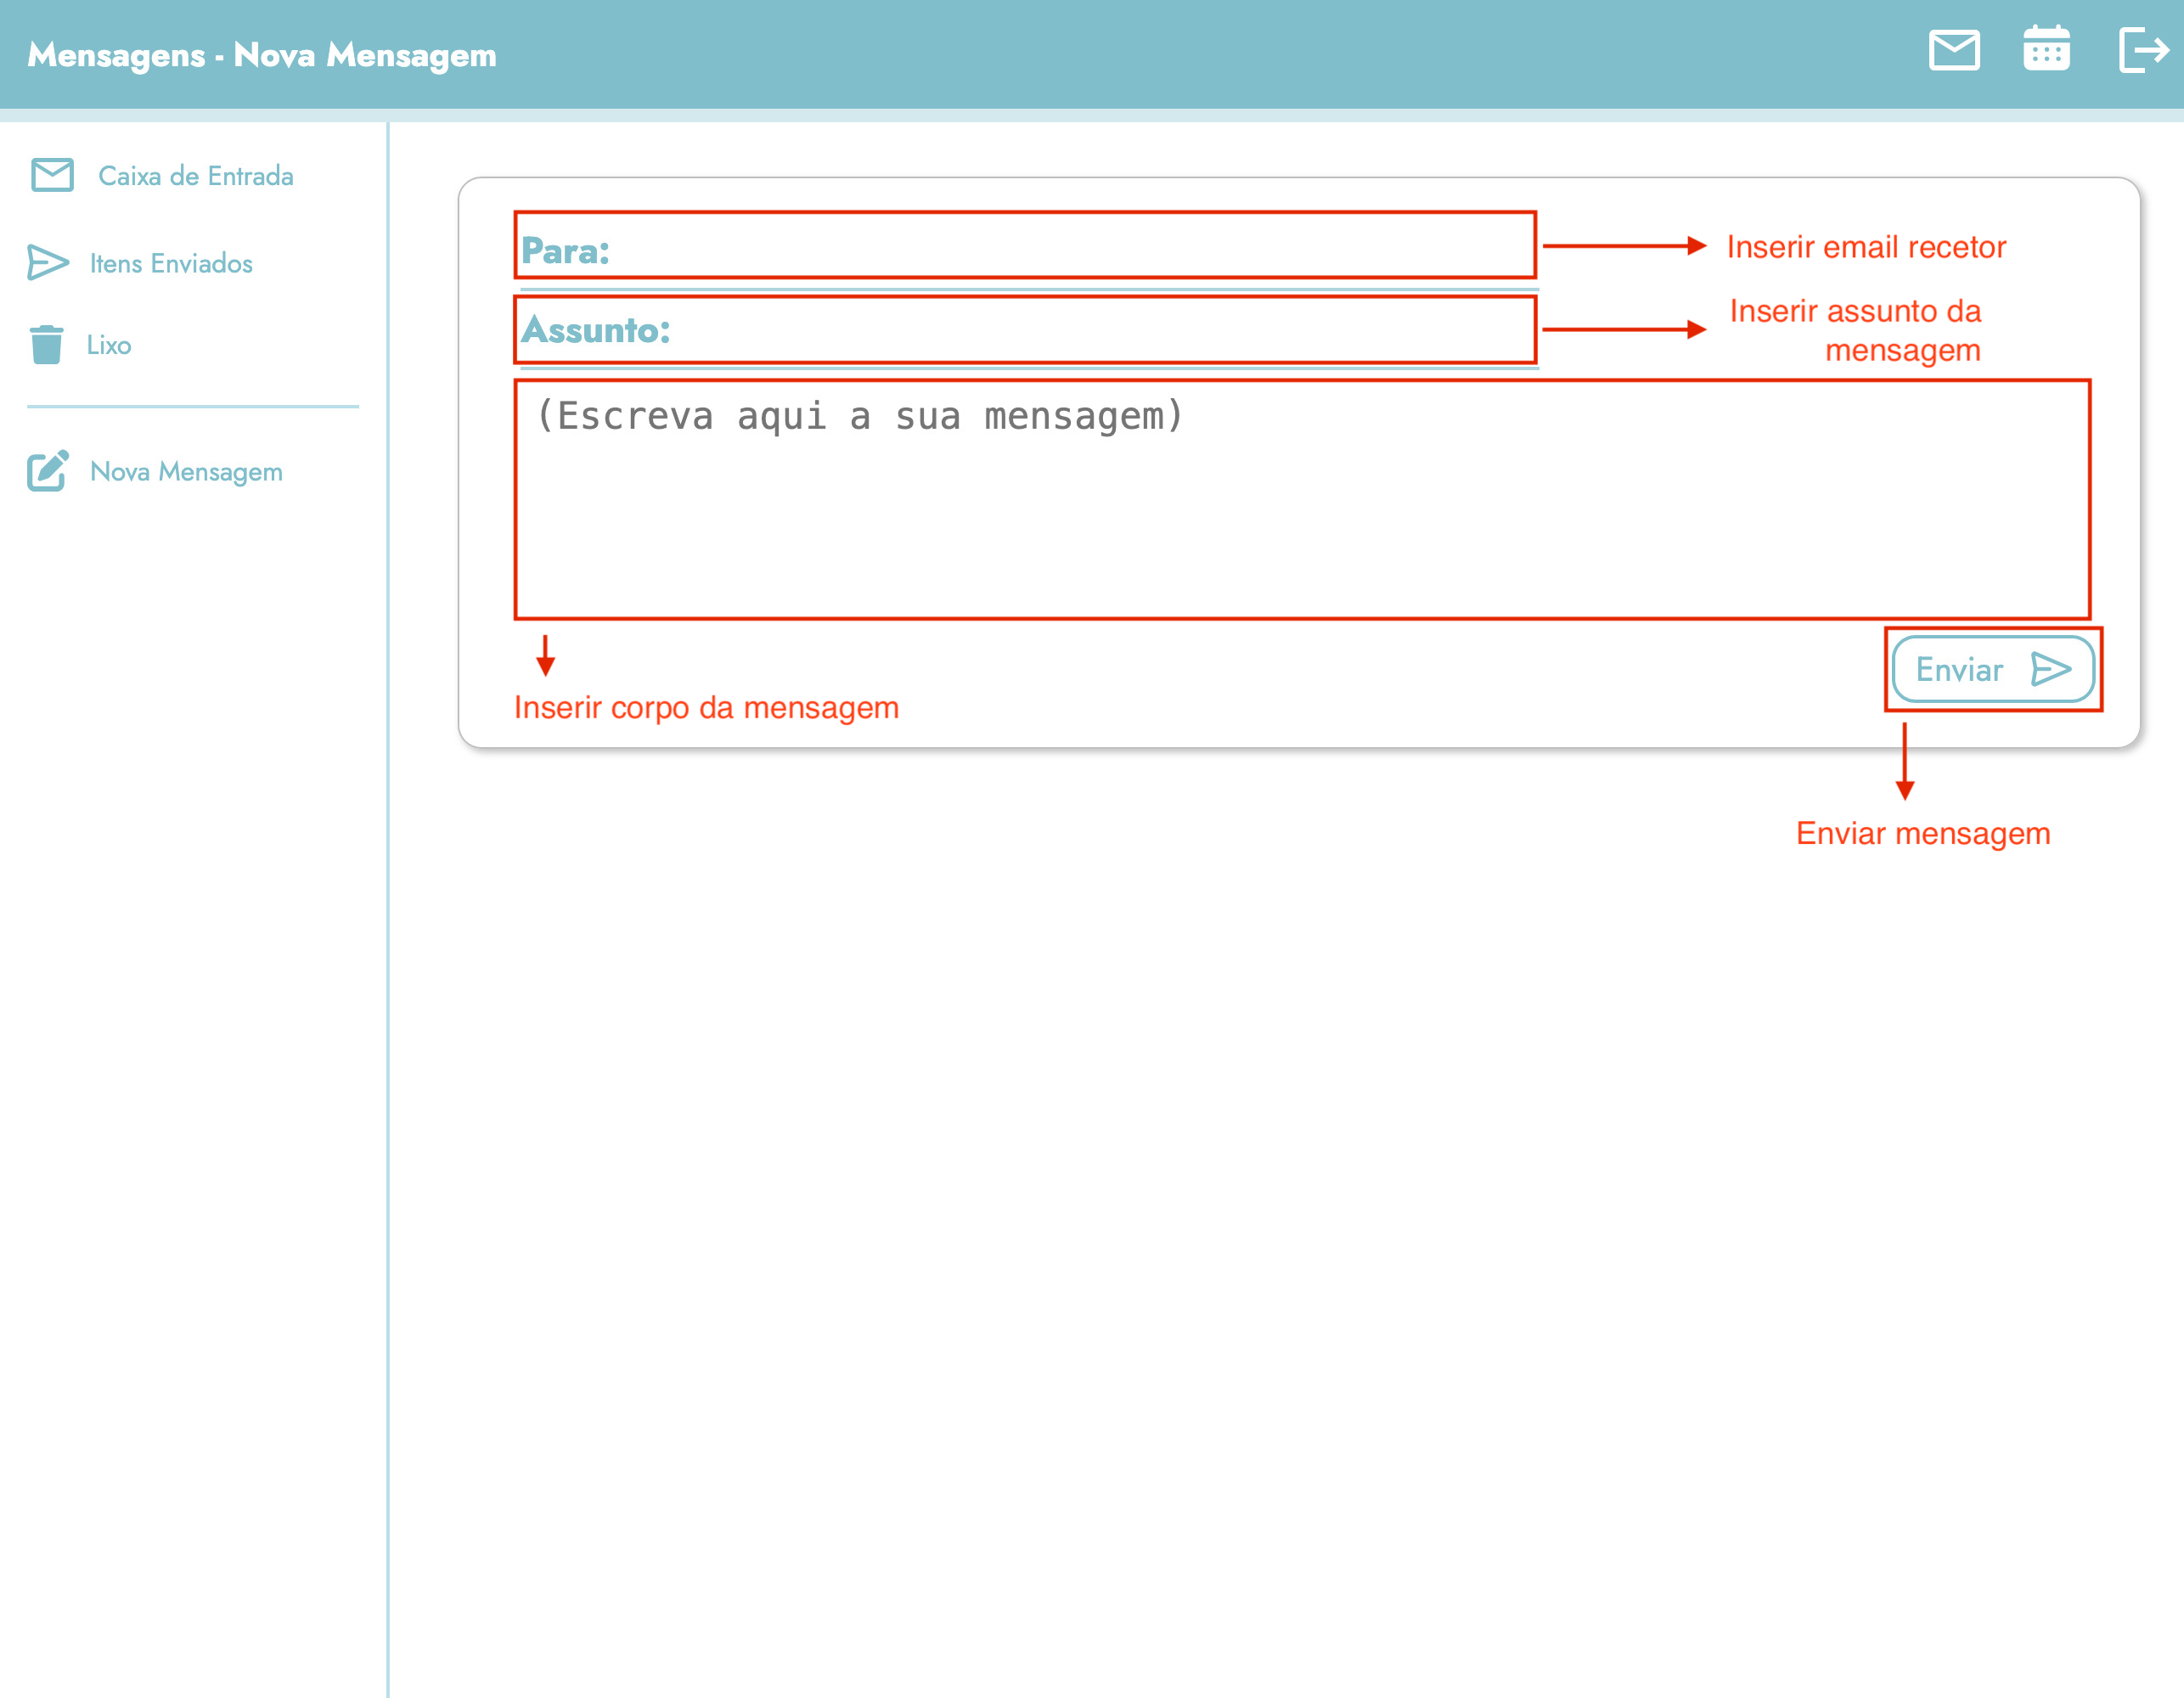 Mensagens - Nova Mensagem
Caixa de Entrada
Itens Enviados
Lixo
Nova Mensagem
Para:
Inserir email recetor
Assunto:
Inserir assunto da
mensagem
(Escreva aqui a sua mensagem)
Enviar
Inserir corpo da mensagem
Enviar mensagem